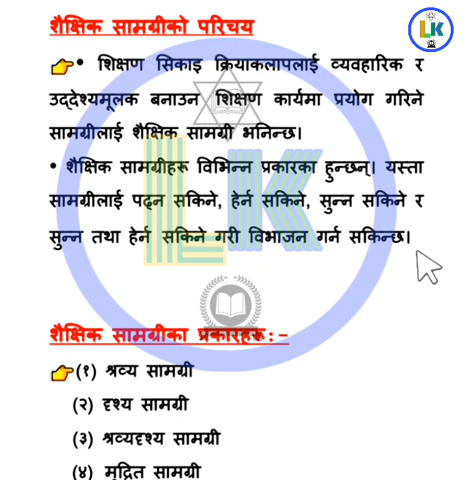 शैक्षिक सामग्रीको परिचय
LK
• शिक्षण सिकाइ क्रियाकलापलाई व्यवहारिक र
उद्देश्यमूलक बनाउन शिक्षण कार्यमा प्रयोग गरिने
सामग्रीलाई शैक्षिक सामग्री भनिन्छ।
• शैक्षिक सामग्रीहरू विभिन्न प्रकारका हुन्छन्। यस्ता
सामग्रीलाई पढ्न सकिने, हेर्न सकिने, सुन्न सकिने र
सुन्न तथा हेर्न सकिने गरी विभाजन गर्न सकिन्छ।
LK
शैक्षिक सामग्रीका प्रकारहरू:-
(१) श्रव्य सामग्री
(२) दृश्य सामग्री
(३) श्रव्यदृश्य सामग्री
(४) मुद्रित सामग्री